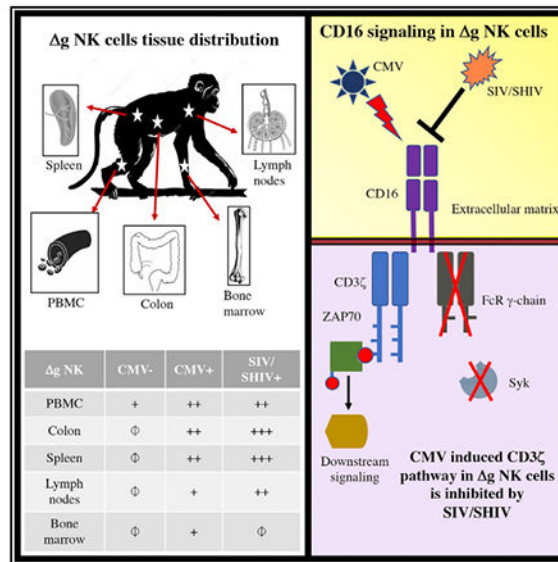 Δg NK cells tissue distribution
Spleen
Lymph
nodes
PBMC
Colon
Bone
marrow
Δg NK CMV- CMV+ SIV/
SHIV+
PBMC + ++ ++
Colon Φ ++ +++
Spleen Φ ++ +++
Lymph
nodes Φ + ++
Bone
marrow Φ + Φ
CD16 signaling in Δg NK cells
CMV
SIV/SHIV
CD16
Extracellular matrix
CD3ζ
FcR γ-chain
ZAP70
Syk
Downstream
signaling
CMV induced CD3ζ
pathway in Δg NK cells
is inhibited by
SIV/SHIV